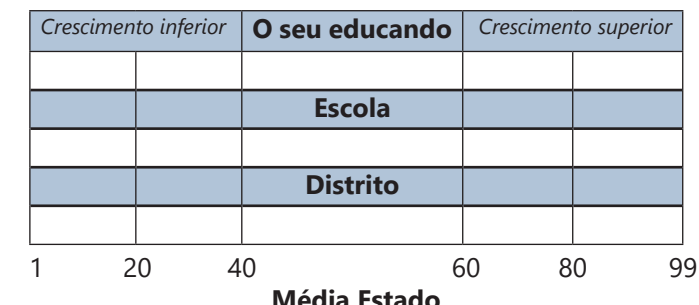 Crescimento inferior O seu educando Crescimento superior
Escola
Distrito
1 20 40 60 80 99
Média Estado